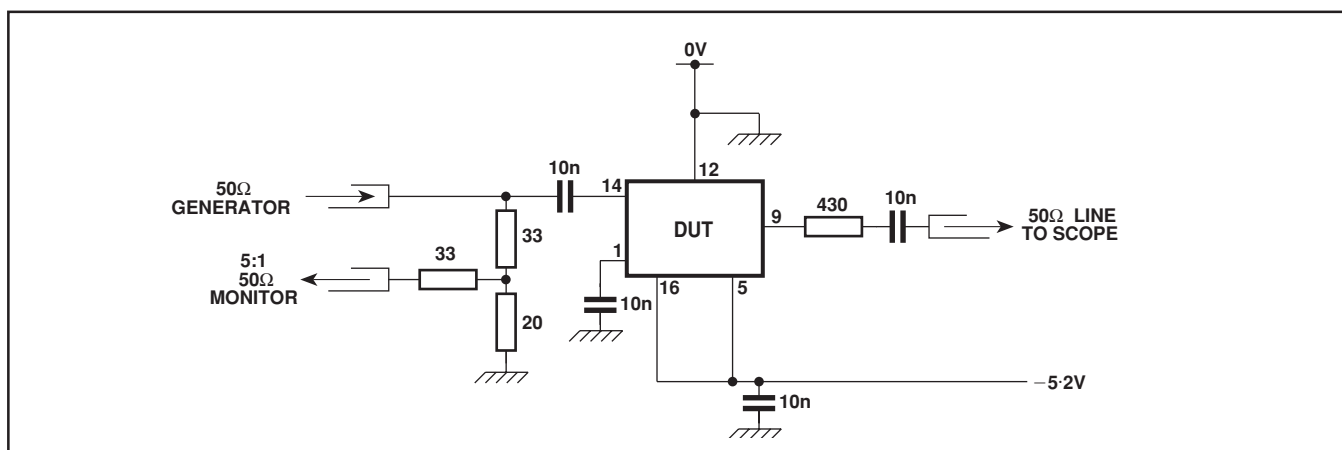 0V
12
10n
14
50Ω
GENERATOR
33
DUT
9
430
10n
50Ω LINE
TO SCOPE
1
5:1
50Ω
MONITOR
33
20
10n
16
5
10n
–5·2V